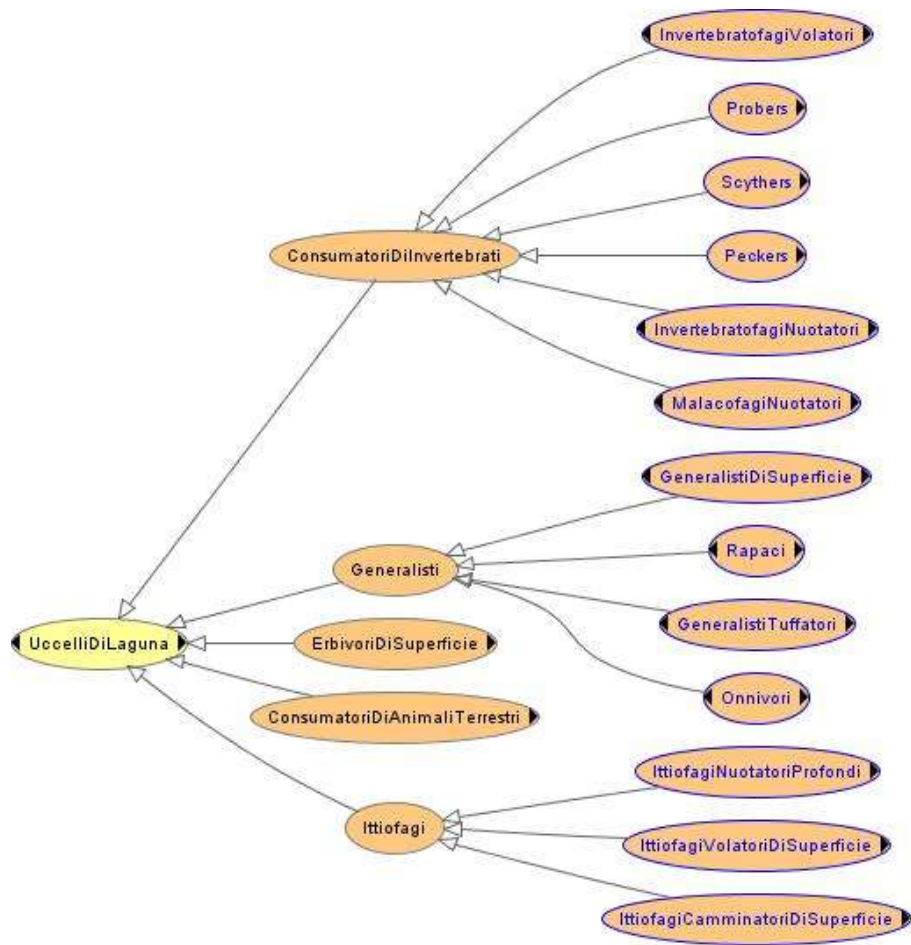 InvertebratofagiVolatori
Probers
Scythers
ConsumatoriDiInvertebrati
Peckers
InvertebratofagiNuotatori
MalacofagiNuotatori
GeneralistiDiSuperficie
Rapaci
Generalisti
GeneralistiTuffatori
UccelliDiLaguna
ErbivoriDiSuperficie
Onnivori
ConsumatoriDiAnimaliTerrestri
IttiofagiNuotatoriProfondi
Ittiofagi
IttiofagiVolatoriDiSuperficie
IttiofagiCamminatoriDiSuperficie